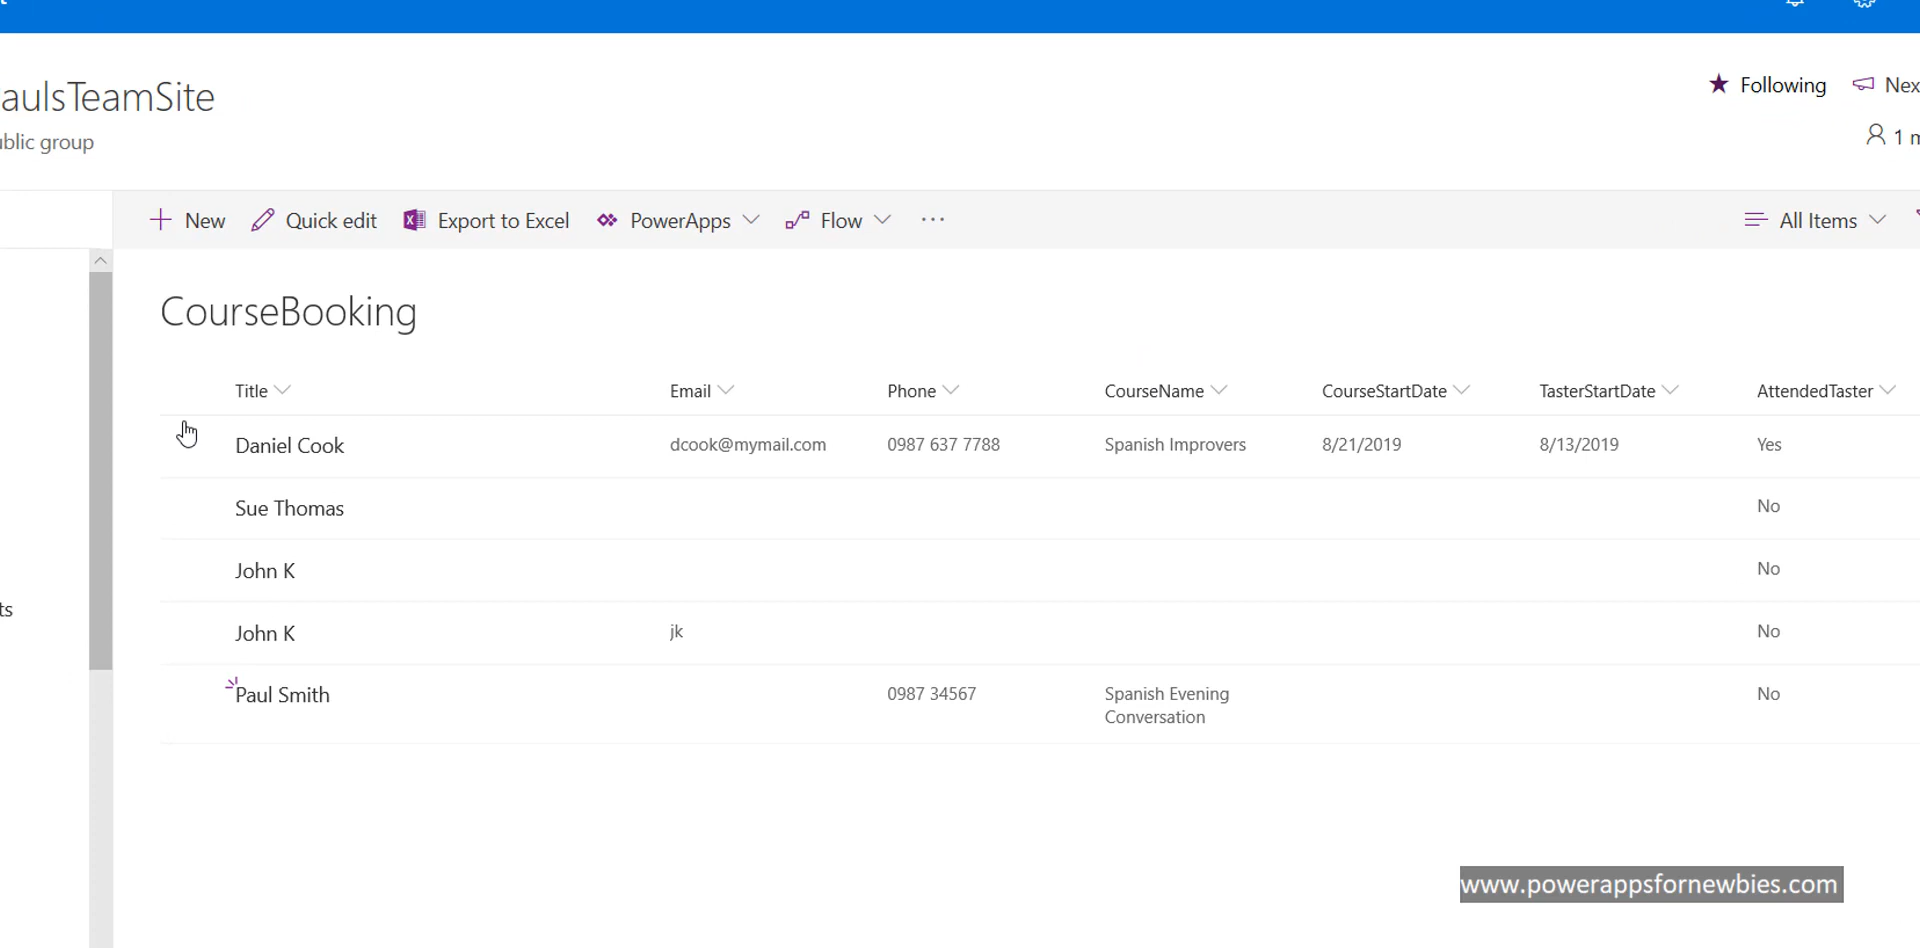 aulsTeamSite
ublic group
Following
1
New Quick edit Export to Excel PowerApps Flow ··· All Items
CourseBooking
Title Email Phone CourseName CourseStartDate TasterStartDate AttendedTaster
Daniel Cook dcook@mymail.com 0987 637 7788 Spanish Improvers 8/21/2019 8/13/2019 Yes
Sue Thomas No
John K No
ts
John K jk No
Paul Smith 0987 34567 Spanish Evening No
Conversation
www.powerappsfornewbies.com